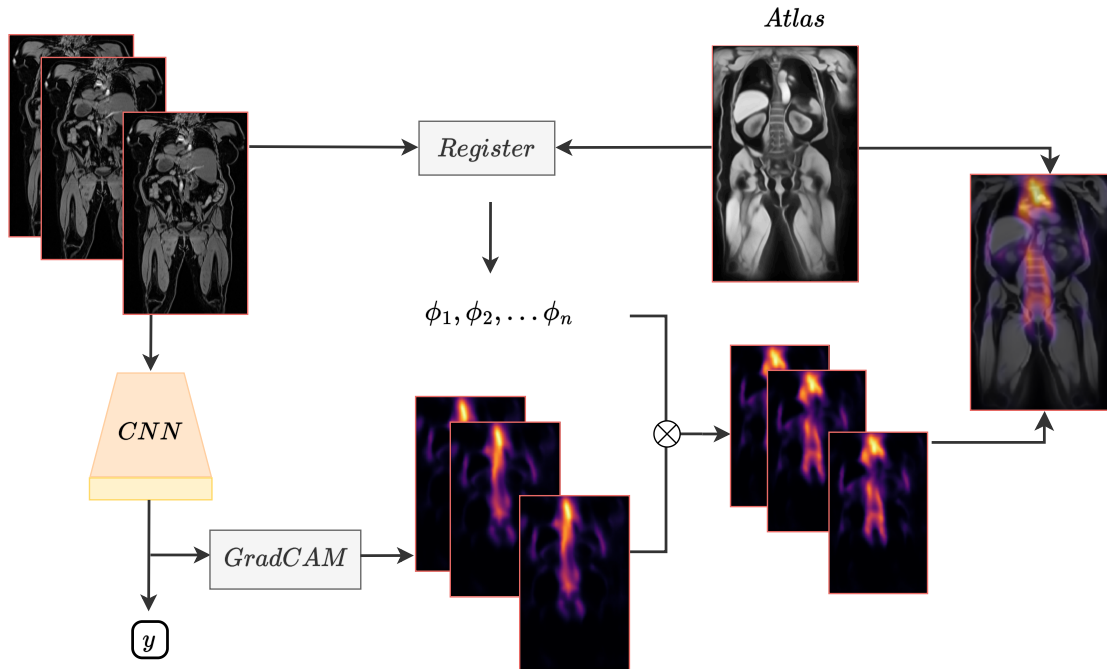 Atlas
Register
ϕ₁, ϕ₂, … ϕₙ
CNN
GradCAM
y